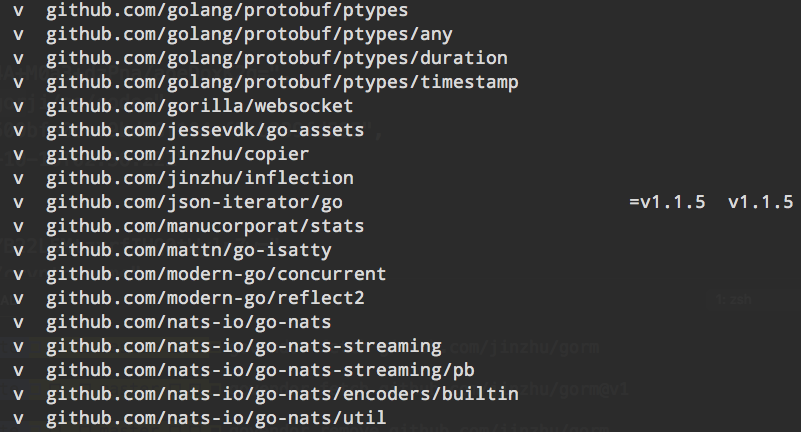 v github.com/golang/protobuf/ptypes
v github.com/golang/protobuf/ptypes/any
v github.com/golang/protobuf/ptypes/duration
v github.com/golang/protobuf/ptypes/timestamp
v github.com/gorilla/websocket
v github.com/jessevdk/go-assets
v github.com/jinzhu/copier
v github.com/jinzhu/inflection
v github.com/json-iterator/go =v1.1.5 v1.1.5
v github.com/manucorporat/stats
v github.com/mattn/go-isatty
v github.com/modern-go/concurrent
v github.com/modern-go/reflect2
v github.com/nats-io/go-nats
v github.com/nats-io/go-nats-streaming
v github.com/nats-io/go-nats-streaming/pb
v github.com/nats-io/go-nats/encoders/builtin
v github.com/nats-io/go-nats/util